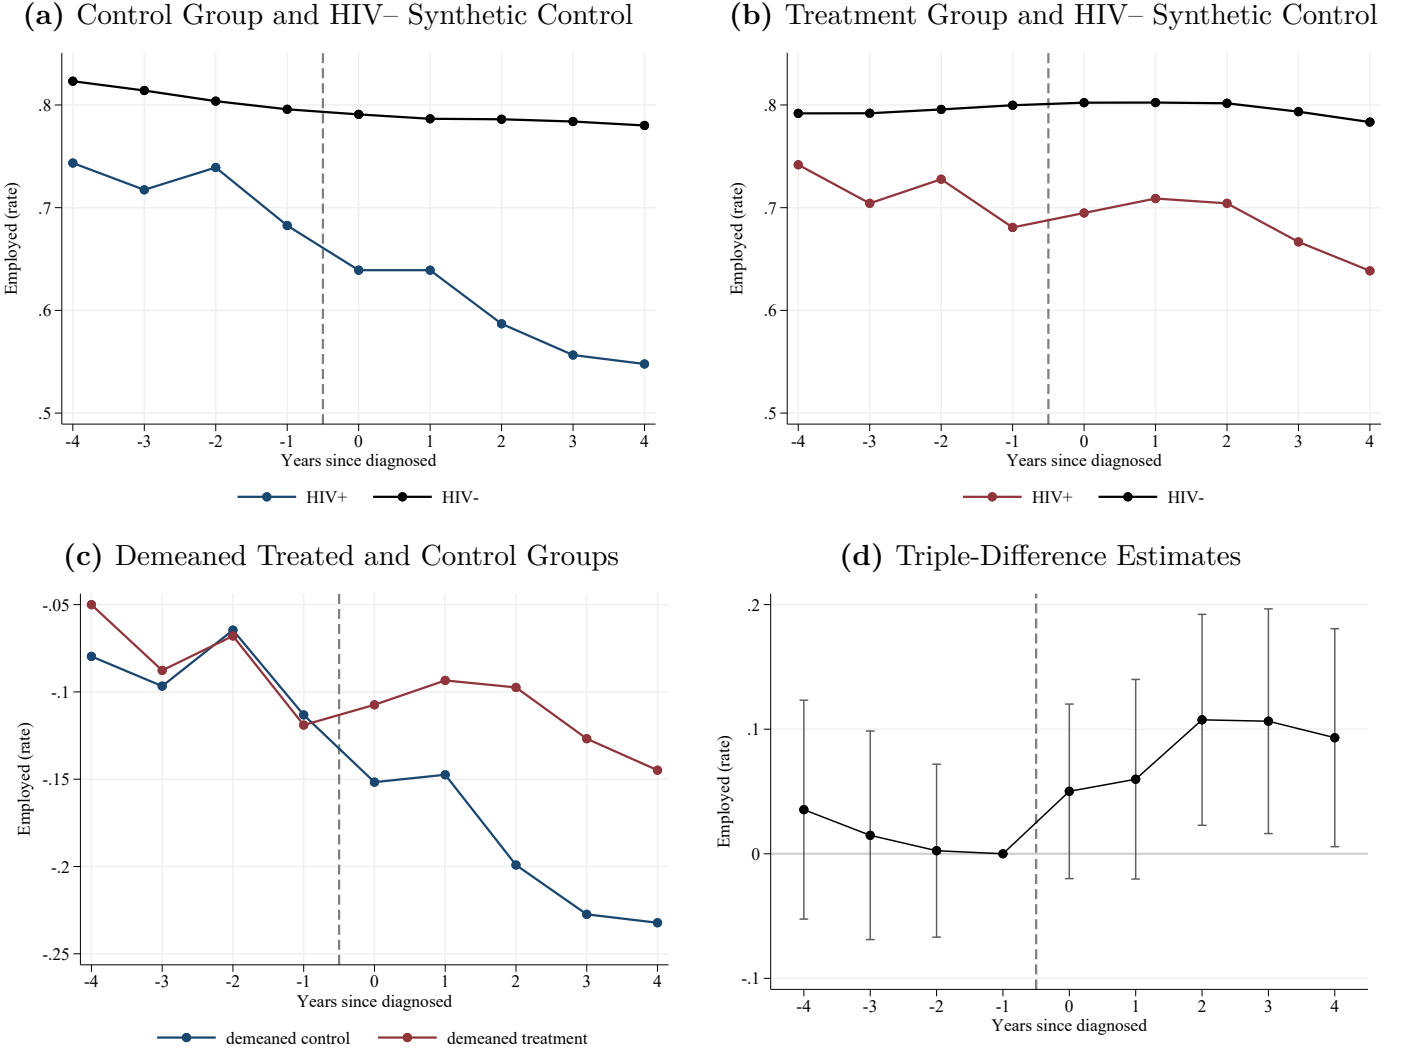 (a) Control Group and HIV– Synthetic Control
Employed (rate)
.8
.7
.6
.5
-4 -3 -2 -1 0 1 2 3 4
Years since diagnosed
HIV+ HIV-
(b) Treatment Group and HIV– Synthetic Control
Employed (rate)
.8
.7
.6
.5
-4 -3 -2 -1 0 1 2 3 4
Years since diagnosed
HIV+ HIV-
(c) Demeaned Treated and Control Groups
Employed (rate)
-.05
-.1
-.15
-.2
-.25
-4 -3 -2 -1 0 1 2 3 4
Years since diagnosed
demeaned control demeaned treatment
(d) Triple-Difference Estimates
Employed (rate)
.2
.1
0
-.1
-4 -3 -2 -1 0 1 2 3 4
Years since diagnosed